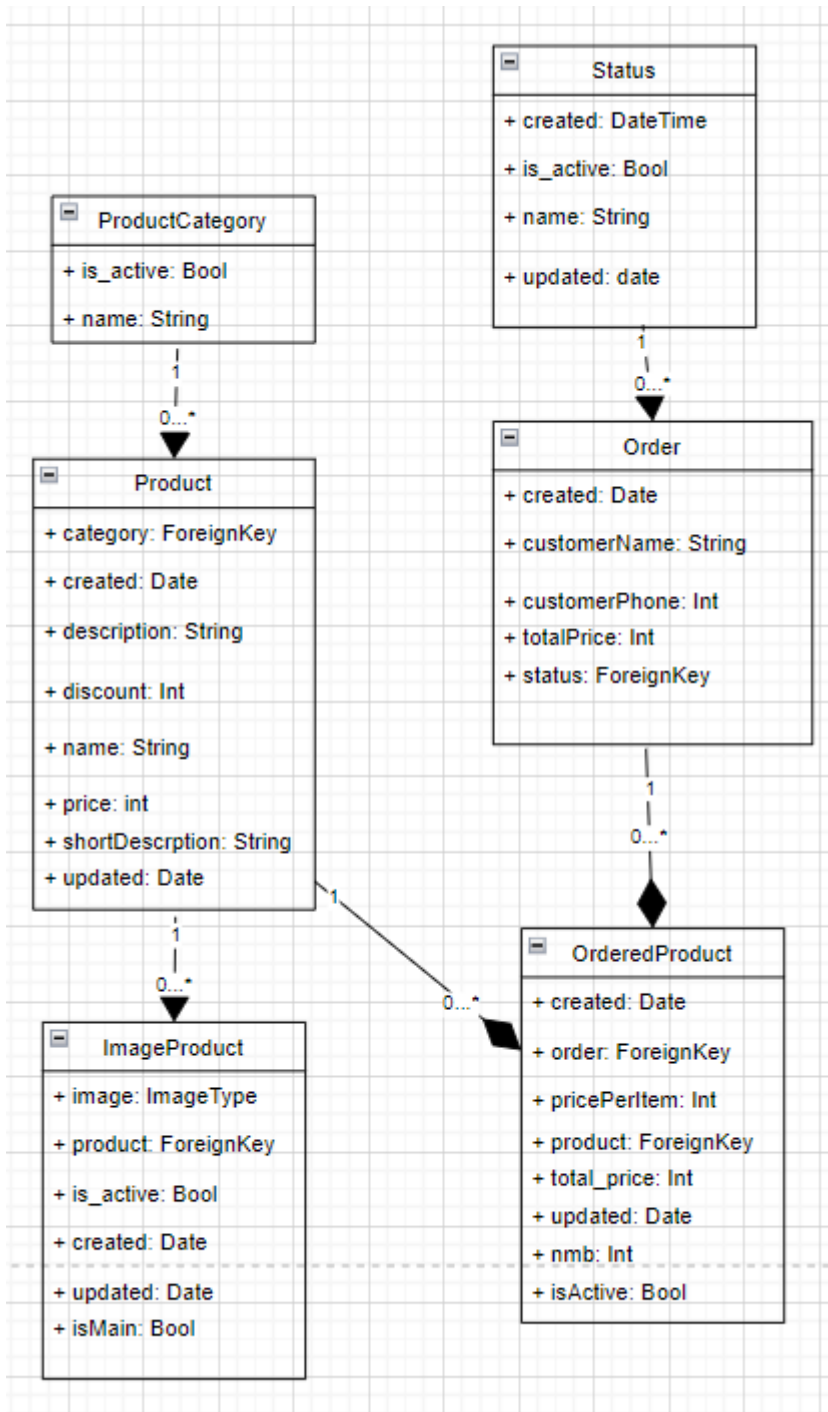 Status
+ created: DateTime
+ is_active: Bool
+ name: String
+ updated: date
1
0...*
ProductCategory
+ is_active: Bool
+ name: String
1
0...*
Product
+ category: ForeignKey
+ created: Date
+ description: String
+ discount: Int
+ name: String
+ price: int
+ shortDescrption: String
+ updated: Date
1
0...*
Order
+ created: Date
+ customerName: String
+ customerPhone: Int
+ totalPrice: Int
+ status: ForeignKey
1
0...*
1
0...*
ImageProduct
+ image: ImageType
+ product: ForeignKey
+ is_active: Bool
+ created: Date
+ updated: Date
+ isMain: Bool
OrderedProduct
+ created: Date
+ order: ForeignKey
+ pricePerItem: Int
+ product: ForeignKey
+ total_price: Int
+ updated: Date
+ nmb: Int
+ isActive: Bool